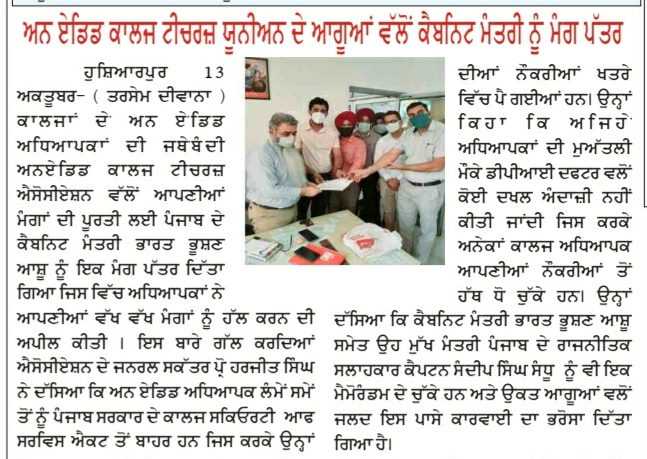 ਅਨ ਏਡਿਡ ਕਾਲਜ ਟੀਚਰਜ਼ ਯੂਨੀਅਨ ਦੇ ਆਗੂਆਂ ਵੱਲੋਂ ਕੈਬਨਿਟ ਮੰਤਰੀ ਨੂੰ ਮੰਗ ਪੱਤਰ
ਹੁਸ਼ਿਆਰਪੁਰ 13
ਅਕਤੂਬਰ- ( ਤਰਸੇਮ ਦੀਵਾਨਾ )
ਕਾਲਜਾਂ ਦੇ ਅਨ ਏਡਿਡ
ਅਧਿਆਪਕਾਂ ਦੀ ਜਥੇਬੰਦੀ
ਅਨਏਡਿਡ ਕਾਲਜ ਟੀਚਰਜ਼
ਐਸੋਸੀਏਸ਼ਨ ਵੱਲੋਂ ਆਪਣੀਆਂ
ਮੰਗਾਂ ਦੀ ਪੂਰਤੀ ਲਈ ਪੰਜਾਬ ਦੇ
ਕੈਬਨਿਟ ਮੰਤਰੀ ਭਾਰਤ ਭੂਸ਼ਣ
ਆਸ਼ੂ ਨੂੰ ਇਕ ਮੰਗ ਪੱਤਰ ਦਿੱਤਾ
ਗਿਆ ਜਿਸ ਵਿੱਚ ਅਧਿਆਪਕਾਂ ਨੇ
ਆਪਣੀਆਂ ਵੱਖ ਵੱਖ ਮੰਗਾਂ ਨੂੰ ਹੱਲ ਕਰਨ ਦੀ
ਅਪੀਲ ਕੀਤੀ । ਇਸ ਬਾਰੇ ਗੱਲ ਕਰਦਿਆਂ
ਐਸੋਸੀਏਸ਼ਨ ਦੇ ਜਨਰਲ ਸਕੱਤਰ ਪ੍ਰੋ ਹਰਜੀਤ ਸਿੰਘ
ਨੇ ਦੱਸਿਆ ਕਿ ਅਨ ਏਡਿਡ ਅਧਿਆਪਕ ਲੰਮੇਂ ਸਮੇਂ
ਤੋਂ ਨੂੰ ਪੰਜਾਬ ਸਰਕਾਰ ਦੇ ਕਾਲਜ ਸਕਿਓਰਟੀ ਆਫ
ਸਰਵਿਸ ਐਕਟ ਤੋਂ ਬਾਹਰ ਹਨ ਜਿਸ ਕਰਕੇ ਉਨ੍ਹਾਂ
ਦੀਆਂ ਨੌਕਰੀਆਂ ਖਤਰੇ
ਵਿੱਚ ਪੈ ਗਈਆਂ ਹਨ। ਉਨ੍ਹਾਂ
ਕਿਹਾ ਕਿ ਅਜਿਹੇ
ਅਧਿਆਪਕਾਂ ਦੀ ਮੁਅੱਤਲੀ
ਮੌਕੇ ਡੀਪੀਆਈ ਦਫਤਰ ਵਲੋਂ
ਕੋਈ ਦਖਲ ਅੰਦਾਜ਼ੀ ਨਹੀਂ
ਕੀਤੀ ਜਾਂਦੀ ਜਿਸ ਕਰਕੇ
ਅਨੇਕਾਂ ਕਾਲਜ ਅਧਿਆਪਕ
ਆਪਣੀਆਂ ਨੌਕਰੀਆਂ ਤੋਂ
ਹੱਥ ਧੋ ਚੁੱਕੇ ਹਨ। ਉਨ੍ਹਾਂ
ਦੱਸਿਆ ਕਿ ਕੈਬਨਿਟ ਮੰਤਰੀ ਭਾਰਤ ਭੂਸ਼ਣ ਆਸ਼ੂ
ਸਮੇਤ ਉਹ ਮੁੱਖ ਮੰਤਰੀ ਪੰਜਾਬ ਦੇ ਰਾਜਨੀਤਿਕ
ਸਲਾਹਕਾਰ ਕੈਪਟਨ ਸੰਦੀਪ ਸਿੰਘ ਸੰਧੂ ਨੂੰ ਵੀ ਇਕ
ਮੈਮੋਰੰਡਮ ਦੇ ਚੁੱਕੇ ਹਨ ਅਤੇ ਉਕਤ ਆਗੂਆਂ ਵਲੋਂ
ਜਲਦ ਇਸ ਪਾਸੇ ਕਾਰਵਾਈ ਦਾ ਭਰੋਸਾ ਦਿੱਤਾ
ਗਿਆ ਹੈ।